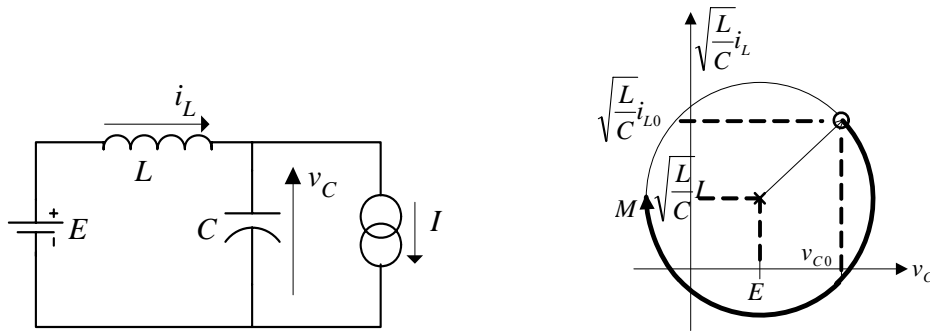 i_L
L
v_C
E
C
I
+
-
√(L/C) i_L
√(L/C) i_L0
√(L/C) I
M
v_C0
v_C
E